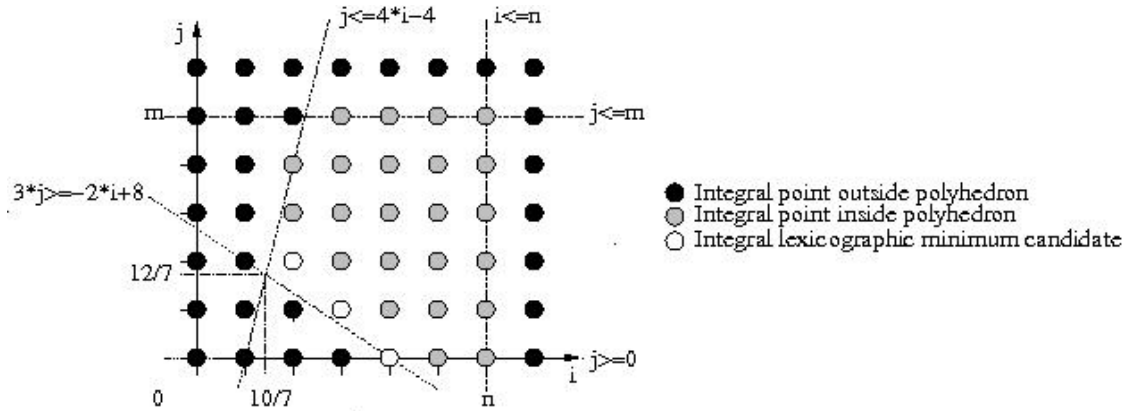 j<=4*i−4
i<=n
j
m
j<=m
3*j>=−2*i+8
Integral point outside polyhedron
Integral point inside polyhedron
Integral lexicographic minimum candidate
12/7
j>=0
i
0
10/7
n